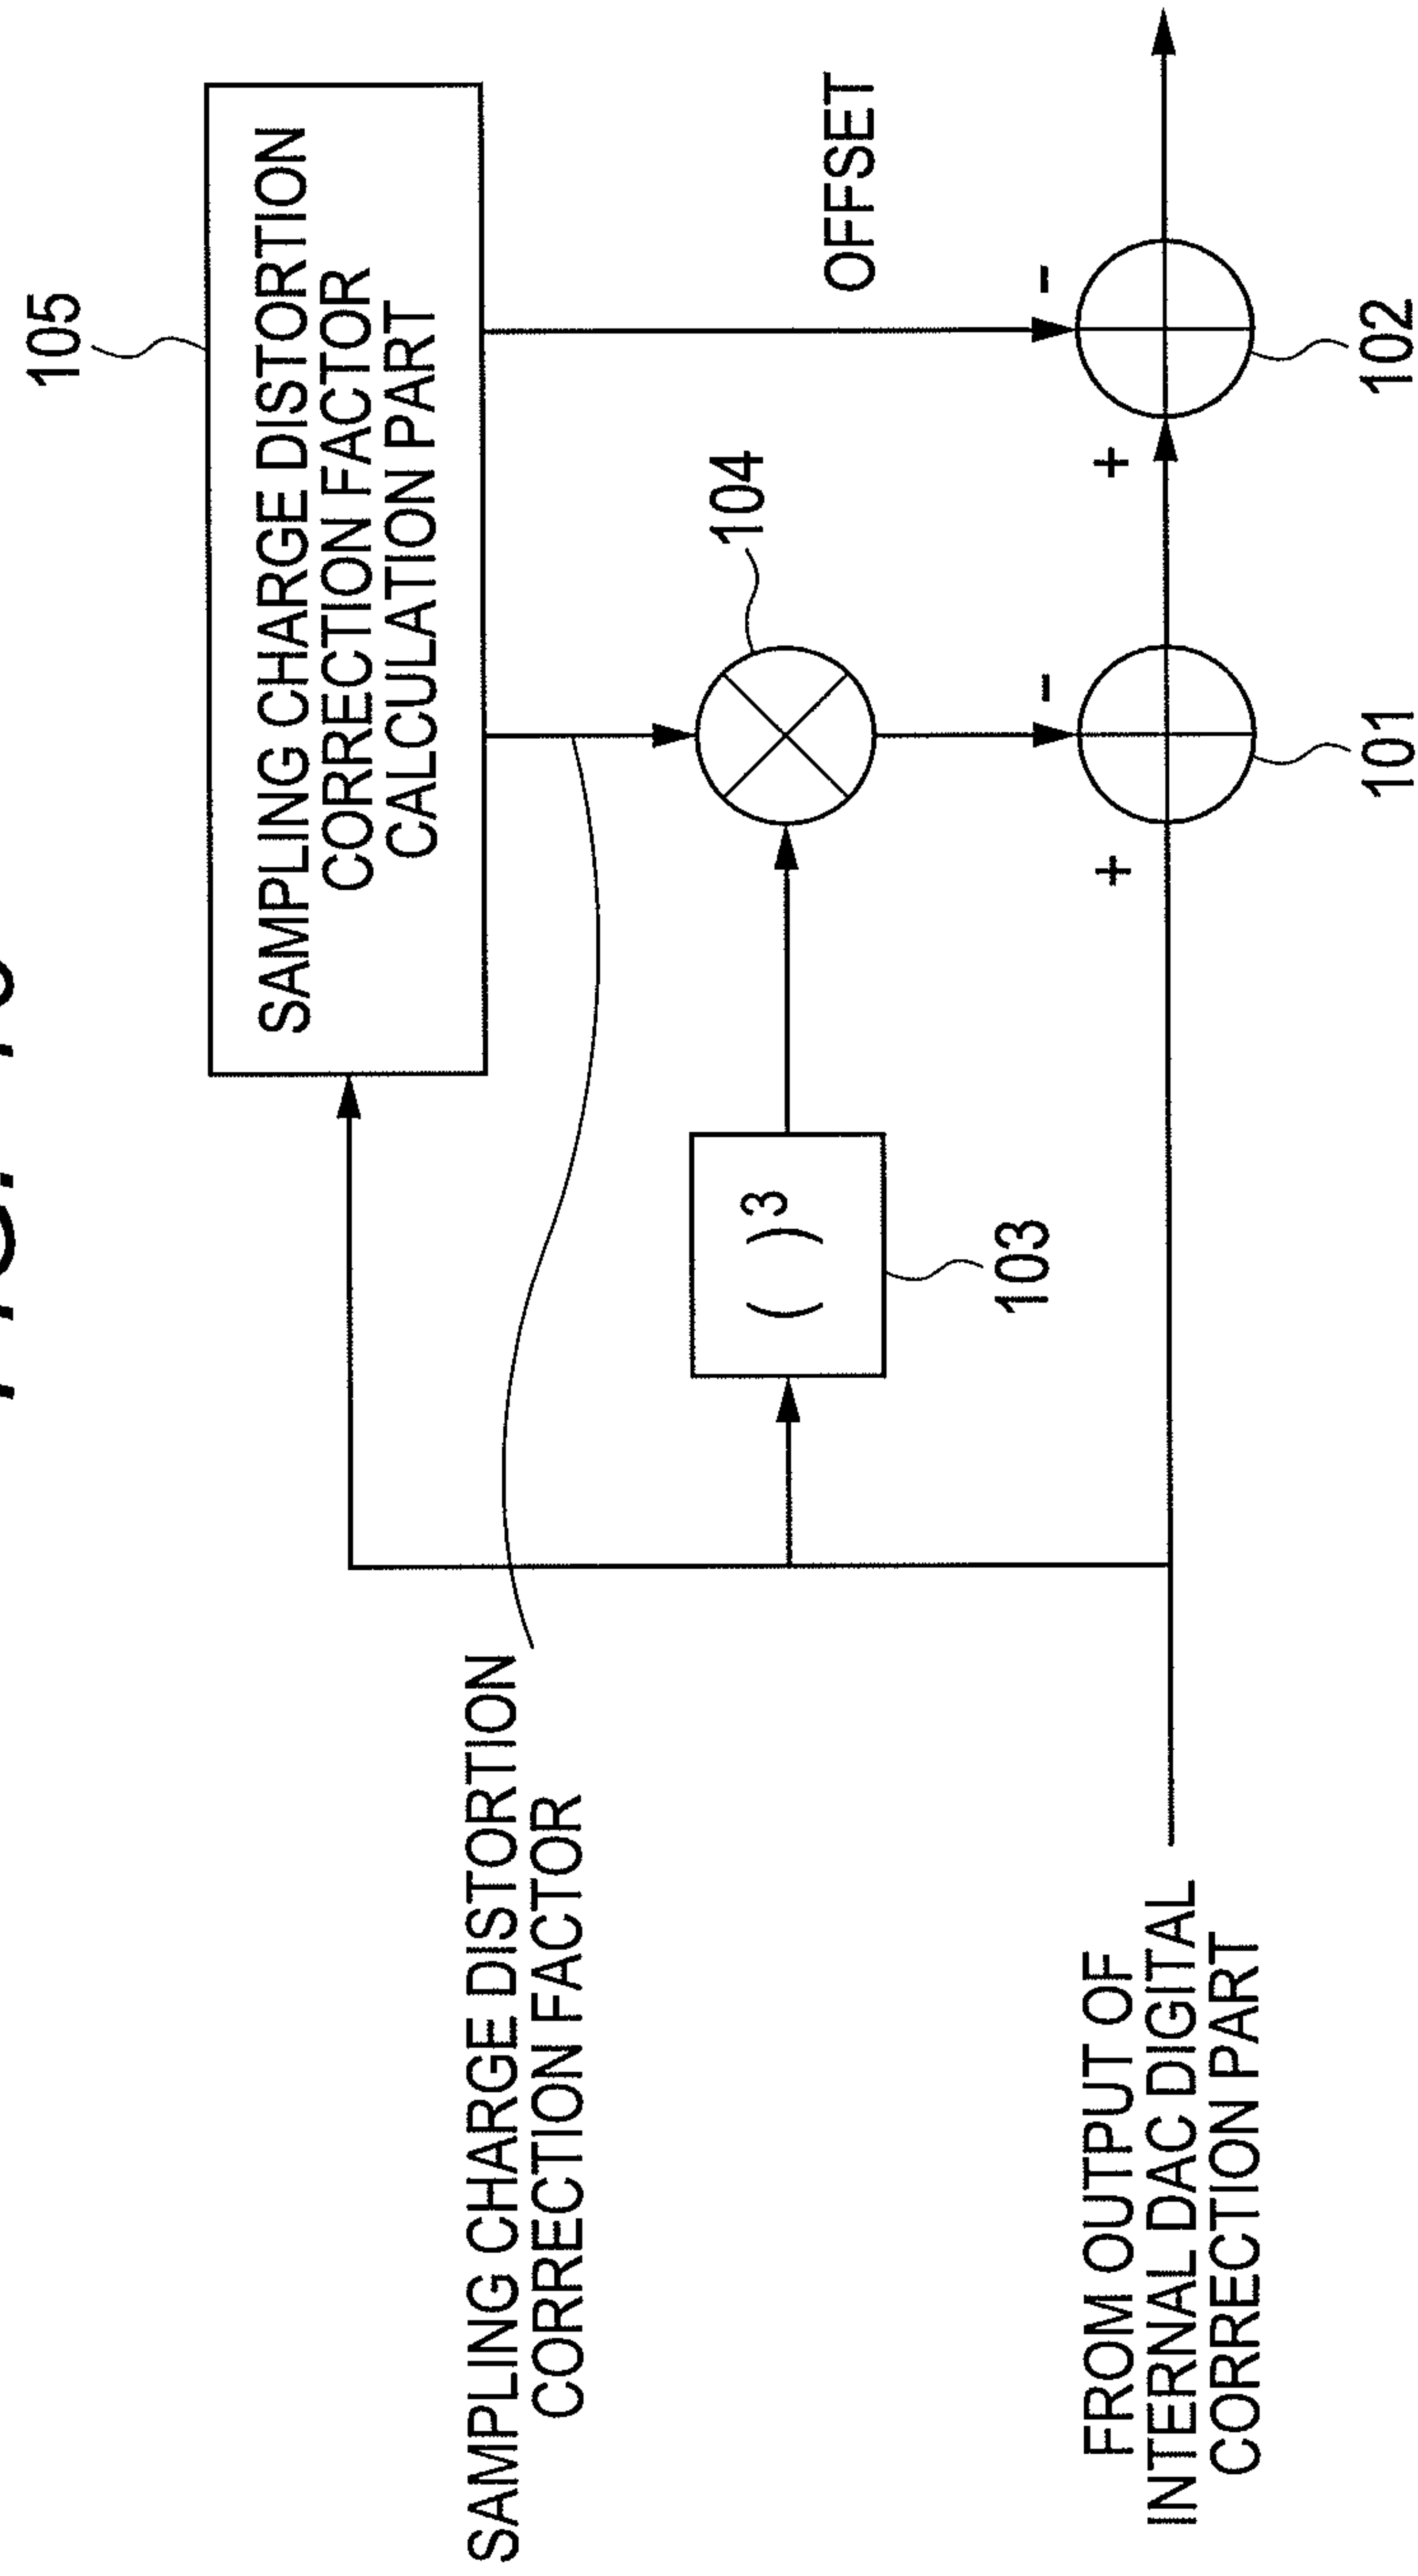 105
SAMPLING CHARGE DISTORTION
CORRECTION FACTOR
CALCULATION PART
SAMPLING CHARGE DISTORTION
CORRECTION FACTOR
( )3
103
104
OFFSET
FROM OUTPUT OF
INTERNAL DAC DIGITAL
CORRECTION PART
+
-
101
+
-
102